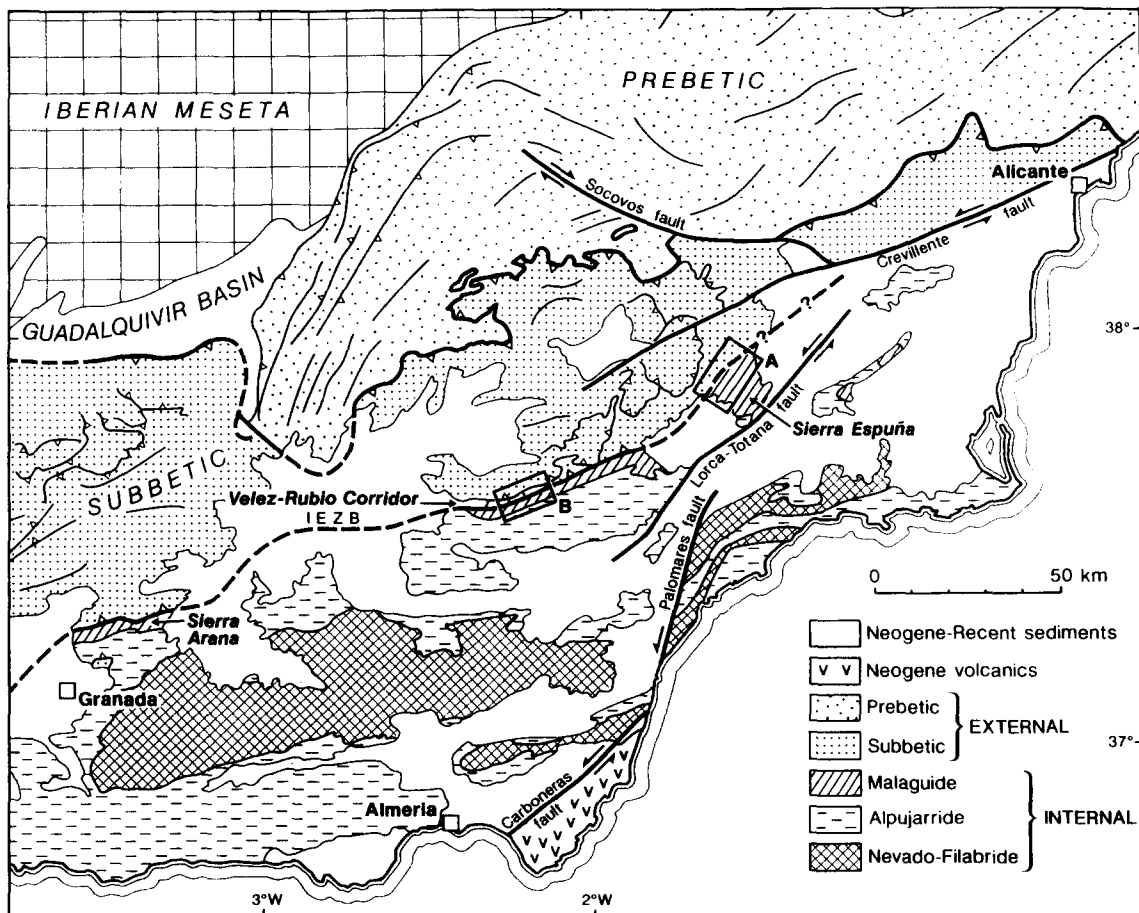 PREBETIC
IBERIAN MESETA
Alicante
Socovos fault
Crevillente fault
GUADALQUIVIR BASIN
38°
?
?
A
Sierra Espuña
Lorca-Totana fault
SUBBETIC
Velez-Rubio Corridor
B
I E Z B
Palomares fault
0 50 km
Sierra
Arana
Neogene-Recent sediments
Neogene volcanics
Granada
Prebetic
EXTERNAL
Subbetic
37°
Malaguide
Carboneras
fault
Almeria
Alpujarride
INTERNAL
Nevado-Filabride
3°W
2°W